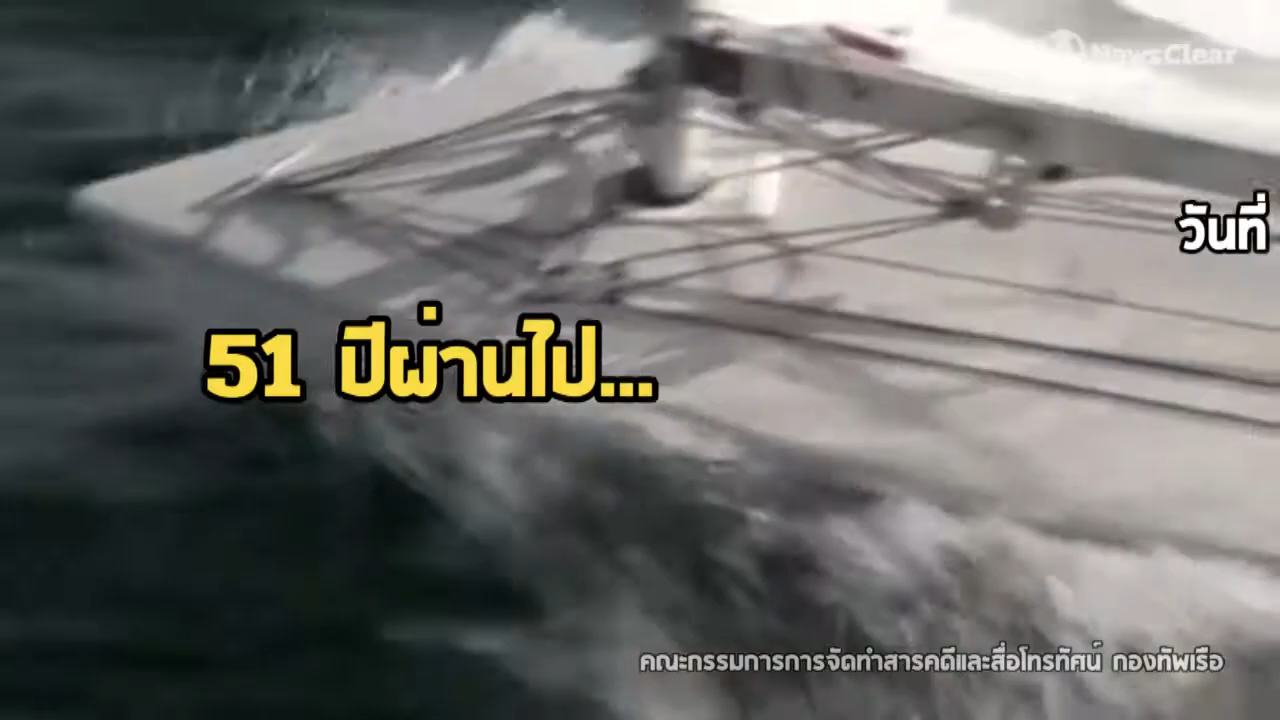 NewsClear
วันที่
51 ปีผ่านไป...
คณะกรรมการการจัดทำสารคดีและสื่อโทรทัศน์ กองทัพเรือ